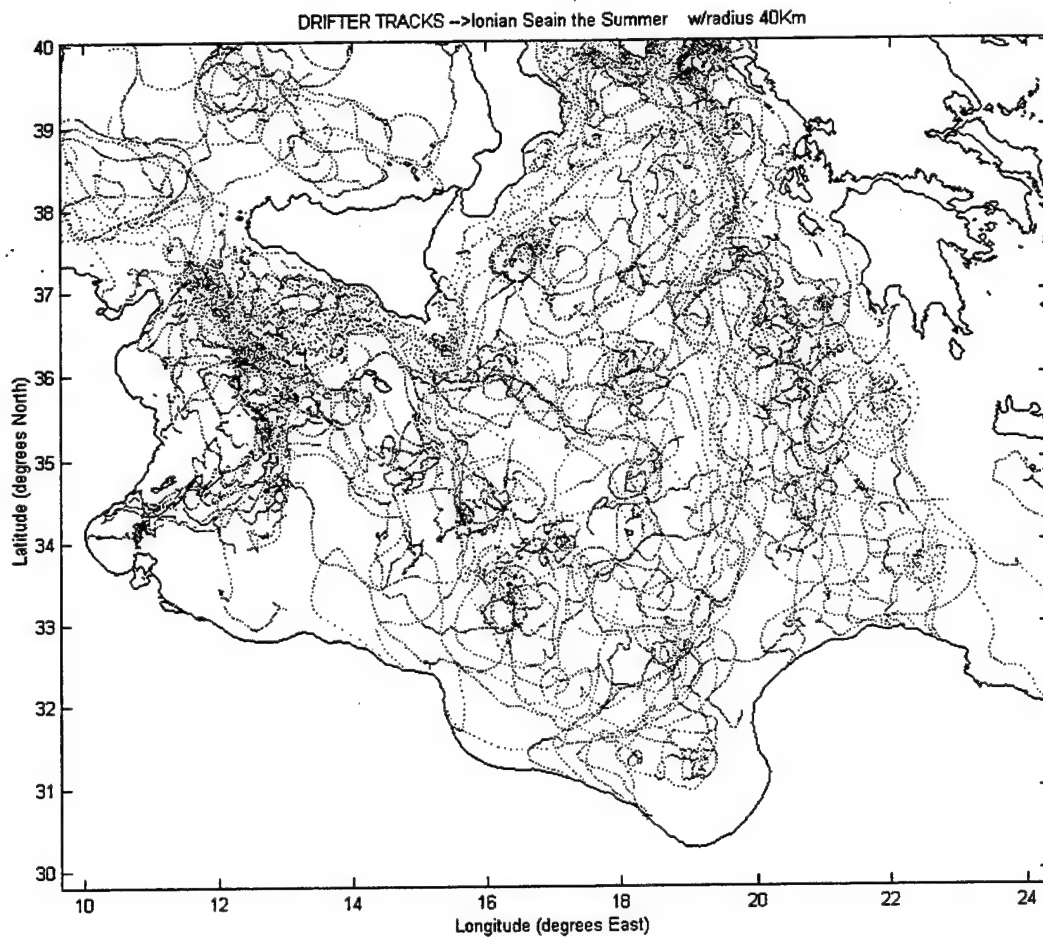 DRIFTER TRACKS -->Ionian Seain the Summer w/radius 40Km
40
39
38
37
36
35
34
33
32
31
30
Latitude (degrees North)
10 12 14 16 18 20 22 24
Longitude (degrees East)